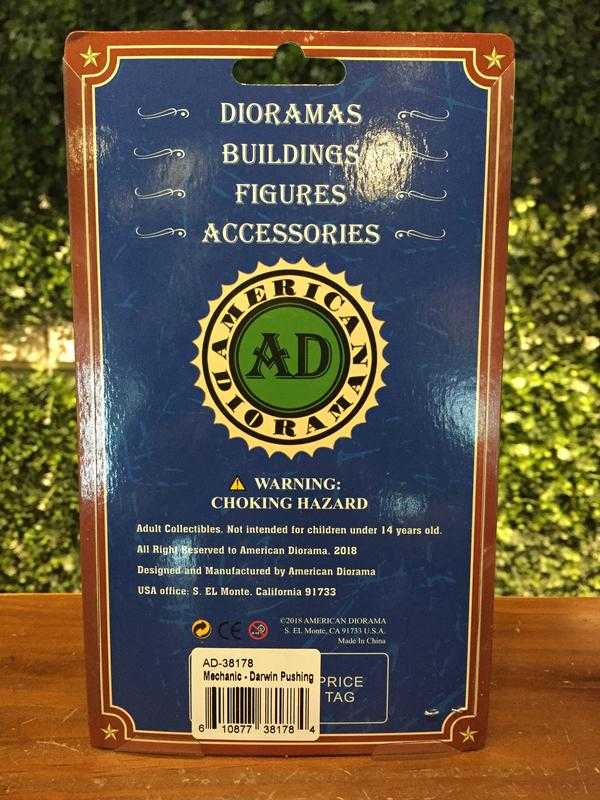 DIORAMAS
BUILDINGS
FIGURES
ACCESSORIES
AMERICAN
AD
DIORAMA
WARNING:
CHOKING HAZARD
Adult Collectibles. Not intended for children under 14 years old.
All Right Reserved to American Diorama. 2018
Designed and Manufactured by American Diorama
USA office: S. EL Monte. California 91733
©2018 AMERICAN DIORAMA
S. EL Monte, CA 91733 U.S.A.
Made In China
CE
AD-38178
Mechanic - Darwin Pushing
PRICE
TAG
6 10877 38178 4